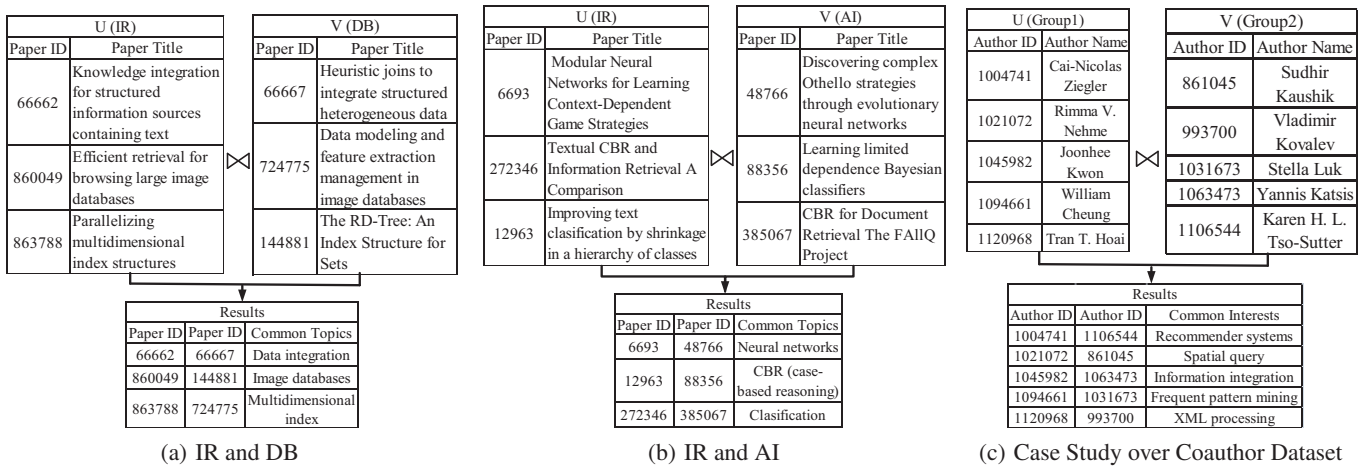 U (IR)
Paper ID Paper Title
66662 Knowledge integration for structured information sources containing text
860049 Efficient retrieval for browsing large image databases
863788 Parallelizing multidimensional index structures
⋈
V (DB)
Paper ID Paper Title
66667 Heuristic joins to integrate structured heterogeneous data
724775 Data modeling and feature extraction management in image databases
144881 The RD-Tree: An Index Structure for Sets
Results
Paper ID Paper ID Common Topics
66662 66667 Data integration
860049 144881 Image databases
863788 724775 Multidimensional index
(a) IR and DB
U (IR)
Paper ID Paper Title
6693 Modular Neural Networks for Learning Context-Dependent Game Strategies
272346 Textual CBR and Information Retrieval A Comparison
12963 Improving text clasification by shrinkage in a hierarchy of classes
⋈
V (AI)
Paper ID Paper Title
48766 Discovering complex Othello strategies through evolutionary neural networks
88356 Learning limited dependence Bayesian classifiers
385067 CBR for Document Retrieval The FAllQ Project
Results
Paper ID Paper ID Common Topics
6693 48766 Neural networks
12963 88356 CBR (case-based reasoning)
272346 385067 Clasification
(b) IR and AI
U (Group1)
Author ID Author Name
1004741 Cai-Nicolas Ziegler
1021072 Rimma V. Nehme
1045982 Joonhee Kwon
1094661 William Cheung
1120968 Tran T. Hoai
⋈
V (Group2)
Author ID Author Name
861045 Sudhir Kaushik
993700 Vladimir Kovalev
1031673 Stella Luk
1063473 Yannis Katsis
1106544 Karen H. L. Tso-Sutter
Results
Author ID Author ID Common Interests
1004741 1106544 Recommender systems
1021072 861045 Spatial query
1045982 1063473 Information integration
1094661 1031673 Frequent pattern mining
1120968 993700 XML processing
(c) Case Study over Coauthor Dataset